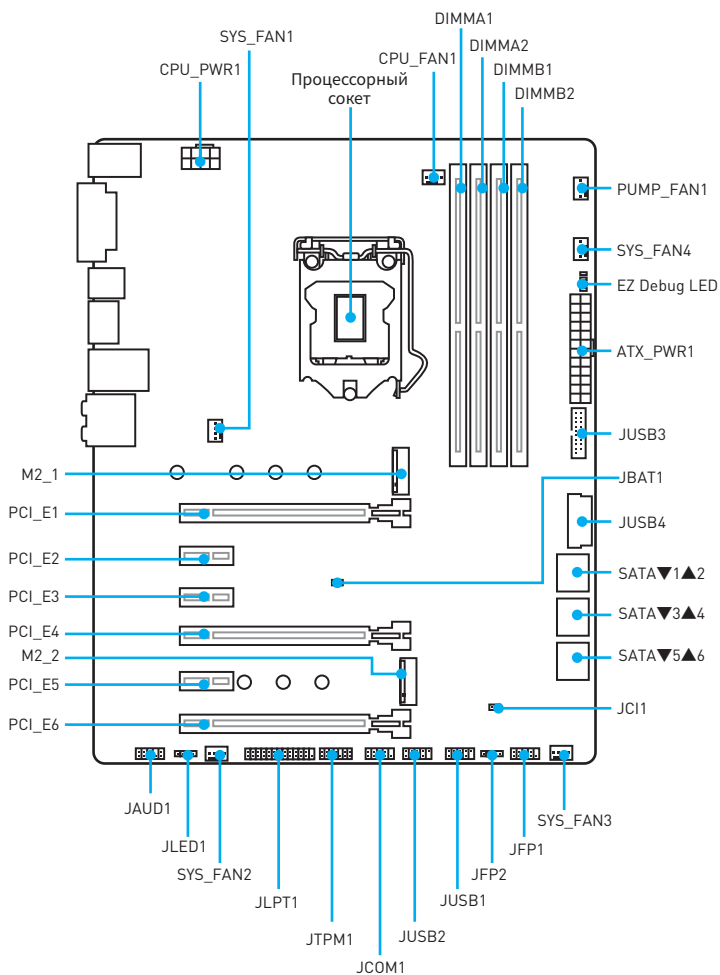 DIMMA1
SYS_FAN1
DIMMA2
CPU_FAN1
CPU_PWR1
DIMMB1
Процессорный
сокет
DIMMB2
PUMP_FAN1
SYS_FAN4
EZ Debug LED
ATX_PWR1
JUSB3
M2_1
JBAT1
PCI_E1
JUSB4
PCI_E2
SATA▼1▲2
PCI_E3
SATA▼3▲4
PCI_E4
M2_2
SATA▼5▲6
PCI_E5
JCI1
PCI_E6
JAUD1
SYS_FAN3
JLED1
JFP1
SYS_FAN2
JFP2
JLPT1
JUSB1
JTPM1
JUSB2
JCOM1